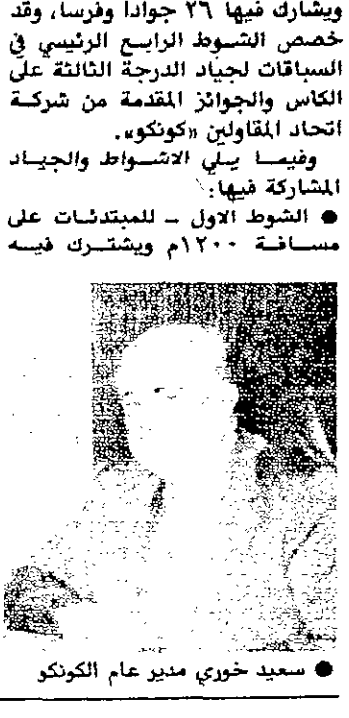 ويشارك فيها ٢٦ جوادا وفرسا، وقد
خصص الشوط الرابع الرئيسي في
السباقات لجياد الدرجة الثالثة على
الكاس والجوائز المقدمة من شركة
اتحاد المقاولين «كونكو».
وفيما يلي الاشواط والجياد
المشاركة فيها:
● الشوط الاول ــ للمبتدئات على
مسافة ١٢٠٠م ويشترك فيه
● سعيد خوري مدير عام الكونكو